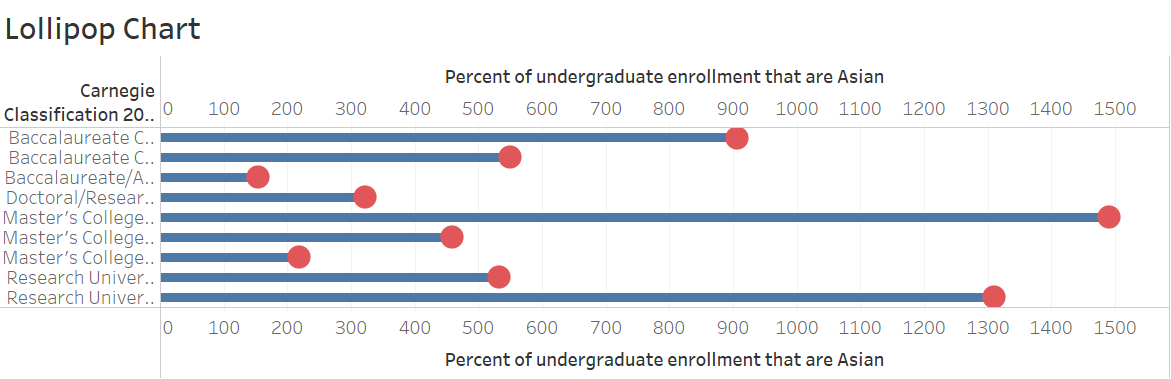 Lollipop Chart
Percent of undergraduate enrollment that are Asian
Carnegie
Classification 20..
0 100 200 300 400 500 600 700 800 900 1000 1100 1200 1300 1400 1500
Baccalaureate C..
Baccalaureate C..
Baccalaureate/A..
Doctoral/Resear..
Master's College..
Master's College..
Master's College..
Research Univer..
Research Univer..
0 100 200 300 400 500 600 700 800 900 1000 1100 1200 1300 1400 1500
Percent of undergraduate enrollment that are Asian